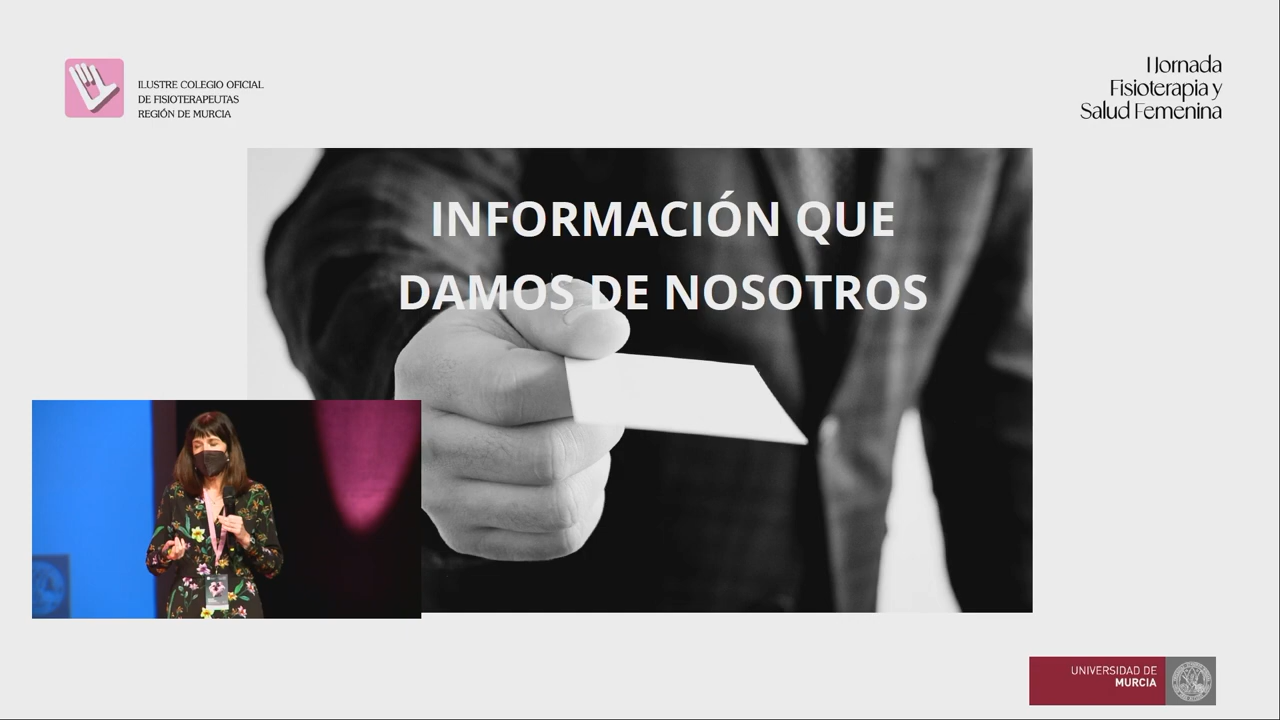 ILUSTRE COLEGIO OFICIAL
DE FISIOTERAPEUTAS
REGIÓN DE MURCIA
I Jornada
Fisioterapia y
Salud Femenina
INFORMACIÓN QUE
DAMOS DE NOSOTROS
UNIVERSIDAD DE
MURCIA